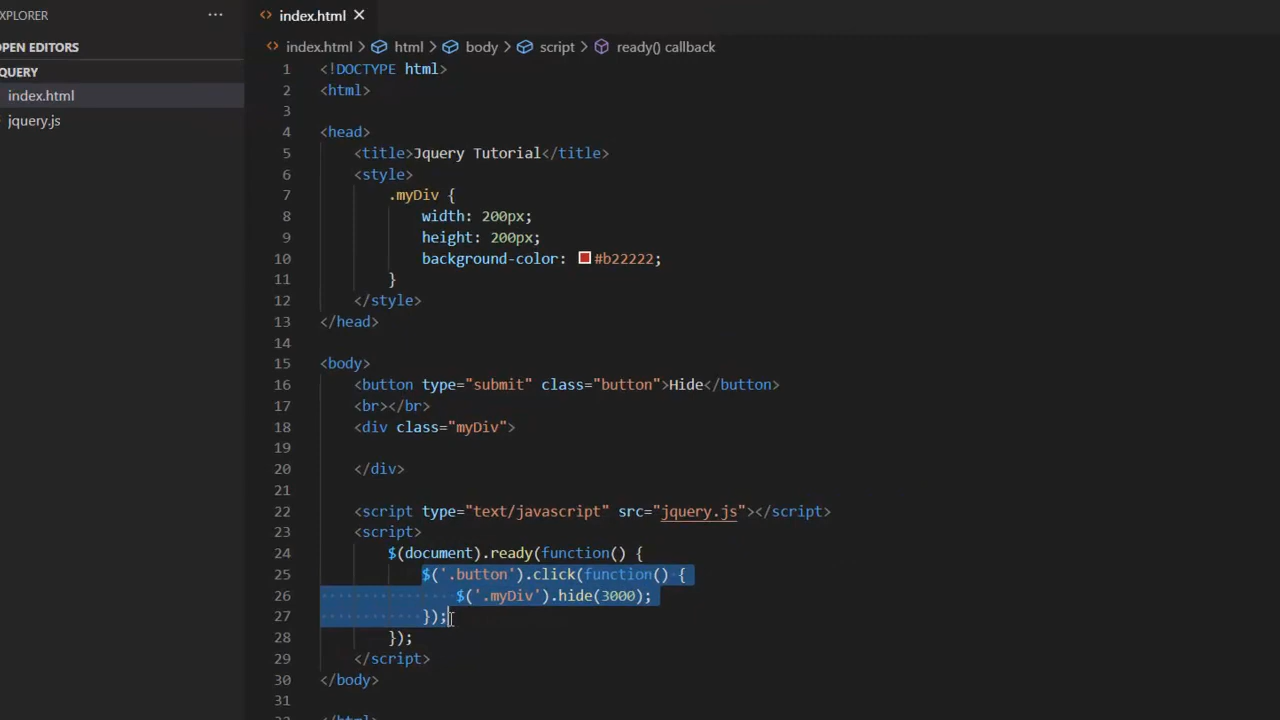 EXPLORER ···
index.html ×
OPEN EDITORS
index.html > html > body > script > ready() callback
QUERY
index.html
jquery.js
1 <!DOCTYPE html>
2 <html>
3
4 <head>
5 <title>Jquery Tutorial</title>
6 <style>
7 .myDiv {
8 width: 200px;
9 height: 200px;
10 background-color: #b22222;
11 }
12 </style>
13 </head>
14
15 <body>
16 <button type="submit" class="button">Hide</button>
17 <br></br>
18 <div class="myDiv">
19
20 </div>
21
22 <script type="text/javascript" src="jquery.js"></script>
23 <script>
24 $(document).ready(function() {
25 $('.button').click(function() {
26 $('.myDiv').hide(3000);
27 });
28 });
29 </script>
30 </body>
31
32 </html>